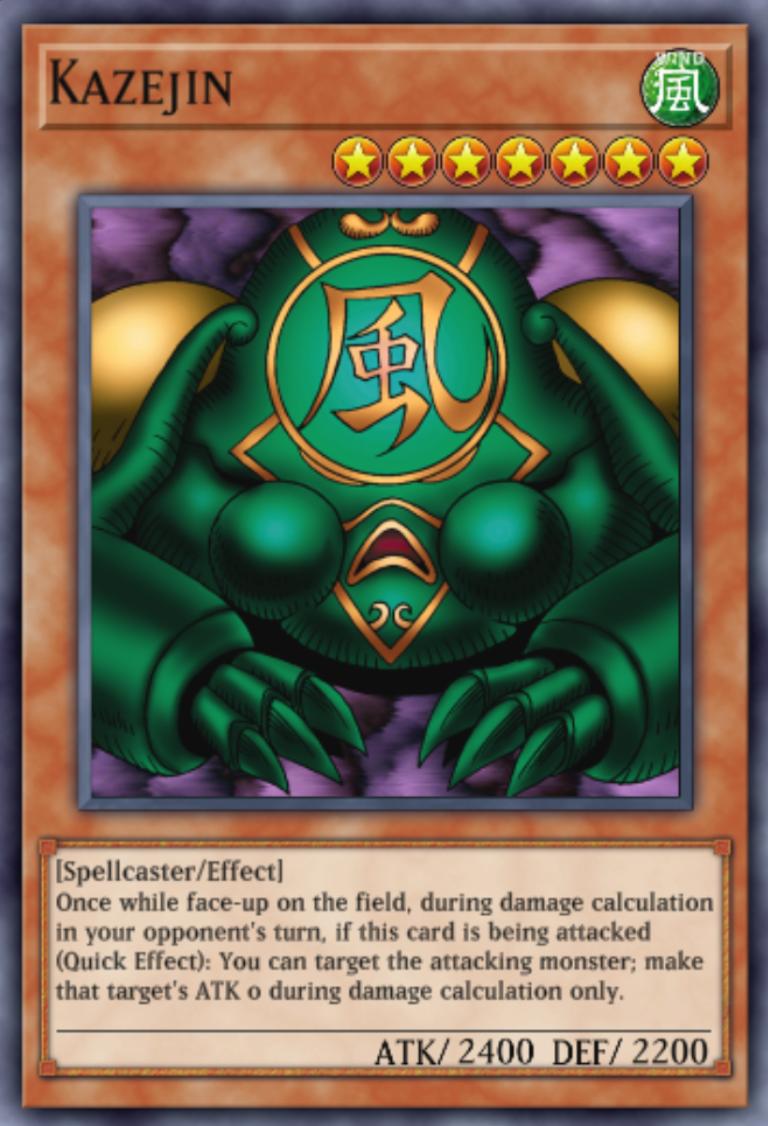 Kazejin
WIND
風
風
[Spellcaster/Effect]
Once while face-up on the field, during damage calculation
in your opponent's turn, if this card is being attacked
(Quick Effect): You can target the attacking monster; make
that target's ATK 0 during damage calculation only.
ATK/ 2400 DEF/ 2200